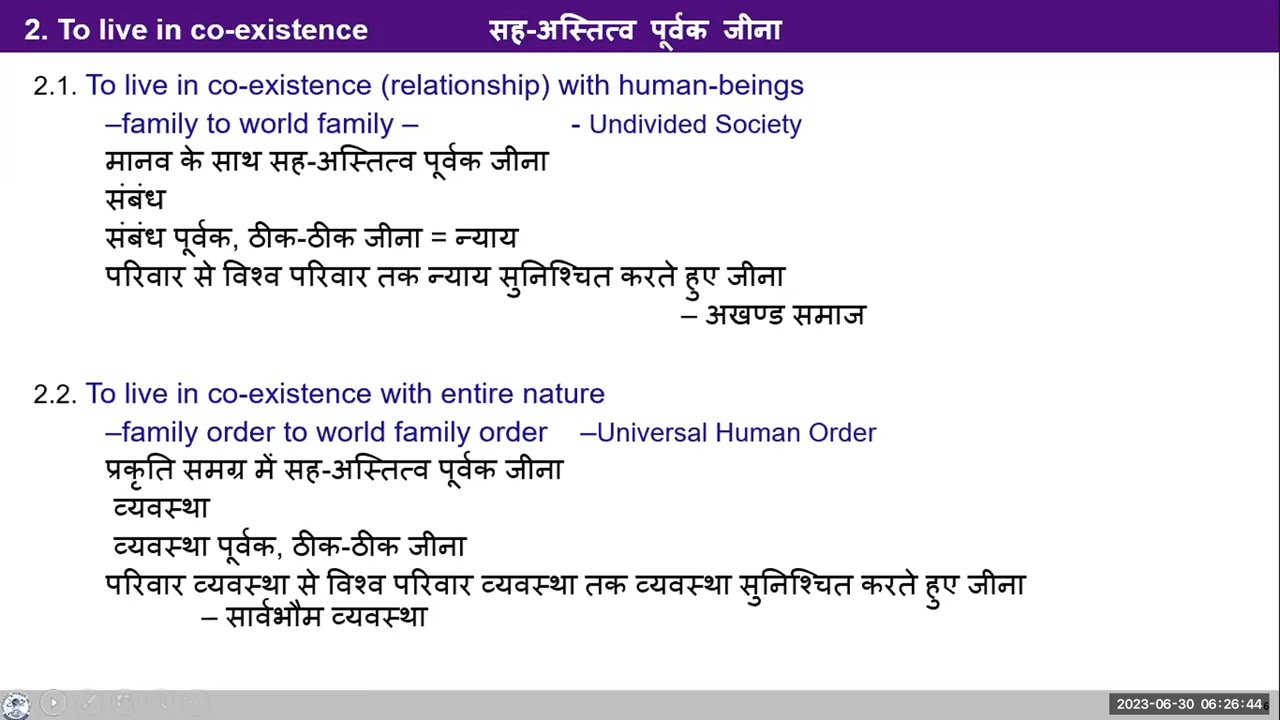 2. To live in co-existence सह-अस्तित्व पूर्वक जीना
2.1. To live in co-existence (relationship) with human-beings
–family to world family – - Undivided Society
मानव के साथ सह-अस्तित्व पूर्वक जीना
संबंध
संबंध पूर्वक, ठीक-ठीक जीना = न्याय
परिवार से विश्व परिवार तक न्याय सुनिश्चित करते हुए जीना
– अखण्ड समाज
2.2. To live in co-existence with entire nature
–family order to world family order –Universal Human Order
प्रकृति समग्र में सह-अस्तित्व पूर्वक जीना
व्यवस्था
व्यवस्था पूर्वक, ठीक-ठीक जीना
परिवार व्यवस्था से विश्व परिवार व्यवस्था तक व्यवस्था सुनिश्चित करते हुए जीना
– सार्वभौम व्यवस्था
2023-06-30 06:26:44